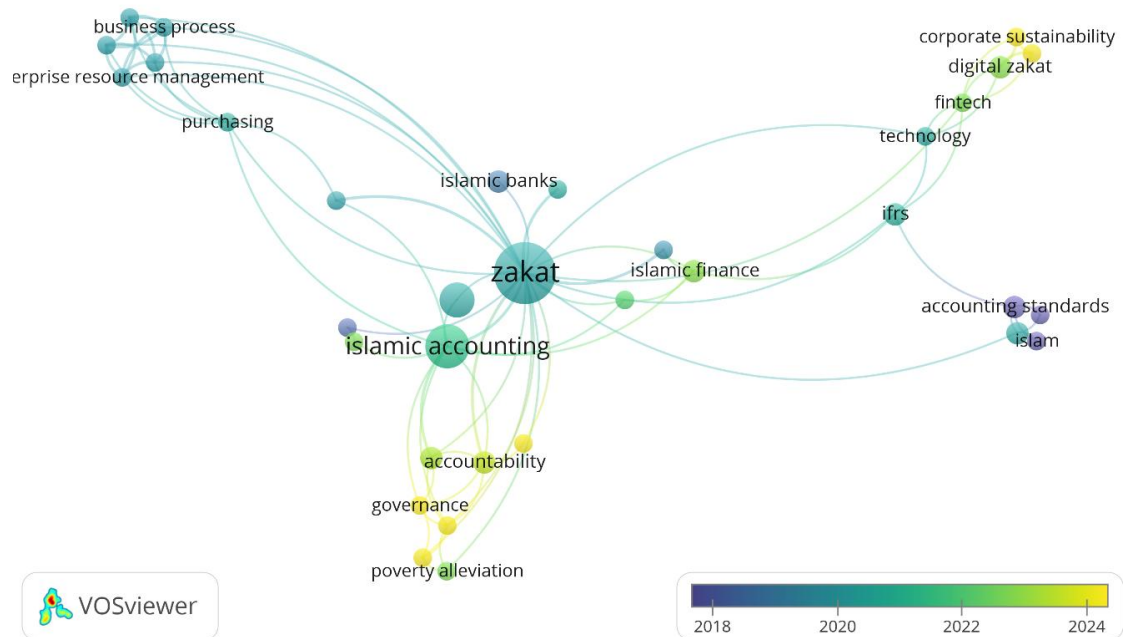 business process
erprise resource management
purchasing
corporate sustainability
digital zakat
fintech
technology
islamic banks
ifrs
zakat
islamic finance
accounting standards
islam
islamic accounting
accountability
governance
poverty alleviation
VOSviewer
2018 2020 2022 2024